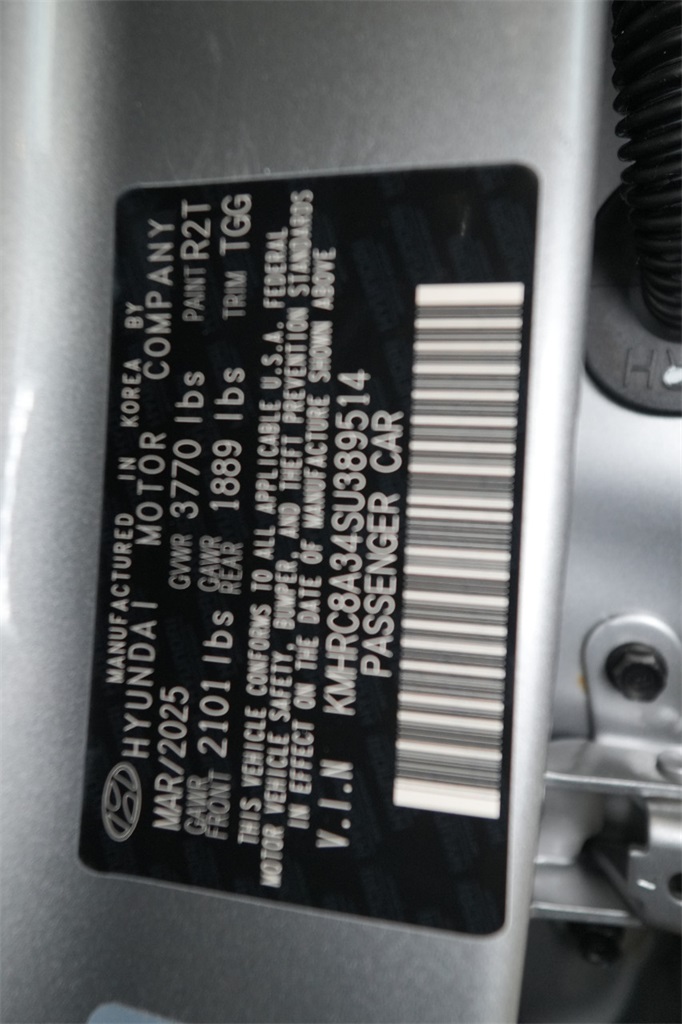 MANUFACTURED IN KOREA BY
HYUNDAI MOTOR COMPANY
MAR/2025 GVWR 3770 lbs PAINT R2T
GAWR FRONT 2101 lbs GAWR REAR 1889 lbs TRIM TGG
THIS VEHICLE CONFORMS TO ALL APPLICABLE U.S.A. FEDERAL
MOTOR VEHICLE SAFETY, BUMPER, AND THEFT PREVENTION STANDARDS
IN EFFECT ON THE DATE OF MANUFACTURE SHOWN ABOVE
V.I.N KMHRC8A34SU389514
PASSENGER CAR